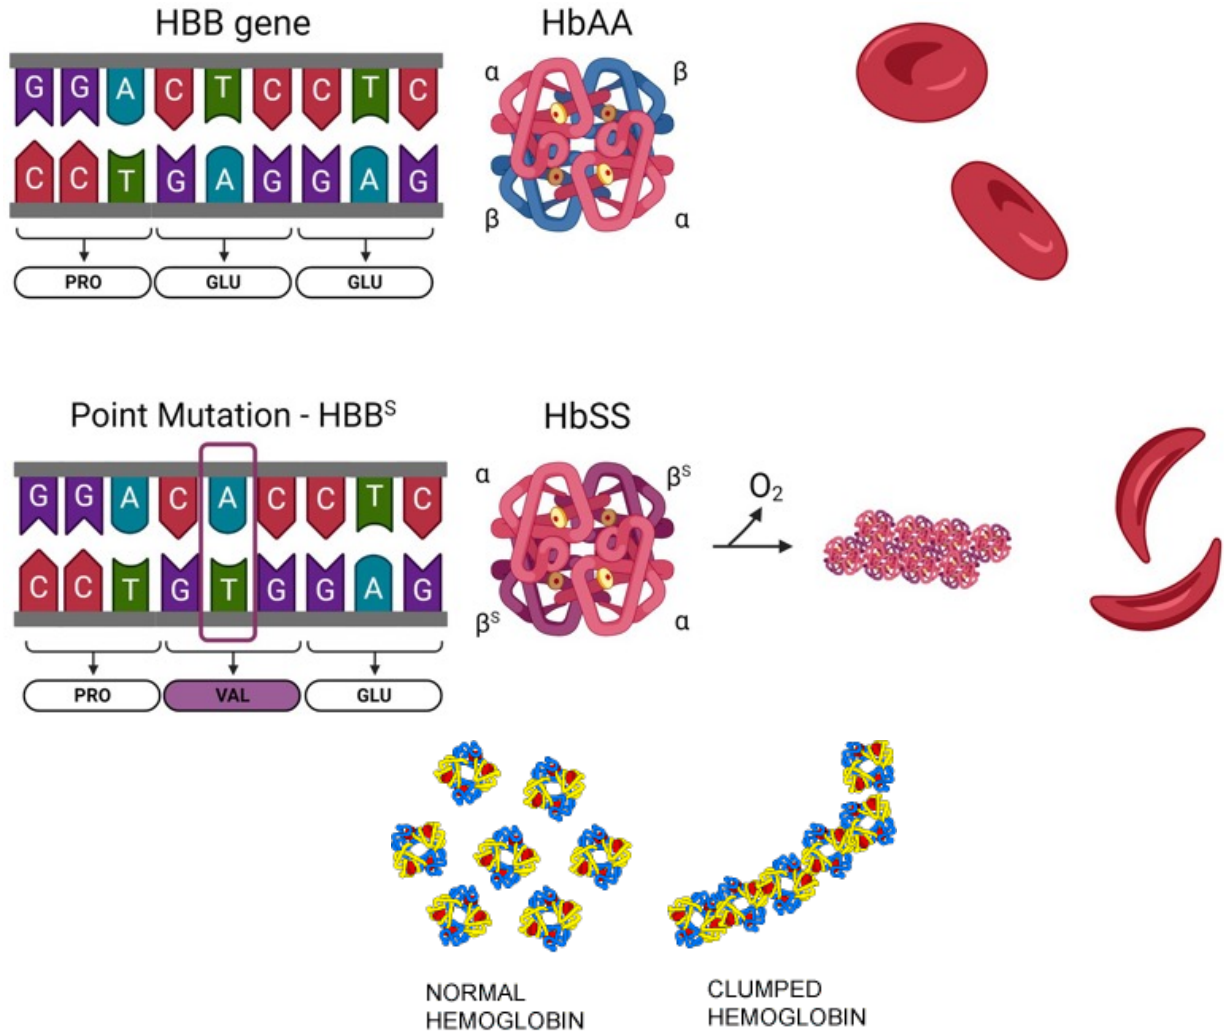 HBB gene
HbAA
G G A C T C C T C
C C T G A G G A G
PRO GLU GLU
α β
β α
Point Mutation - HBBˢ
HbSS
G G A C A C C T C
C C T G T G G A G
PRO VAL GLU
α βˢ
βˢ α
O₂
NORMAL
HEMOGLOBIN
CLUMPED
HEMOGLOBIN